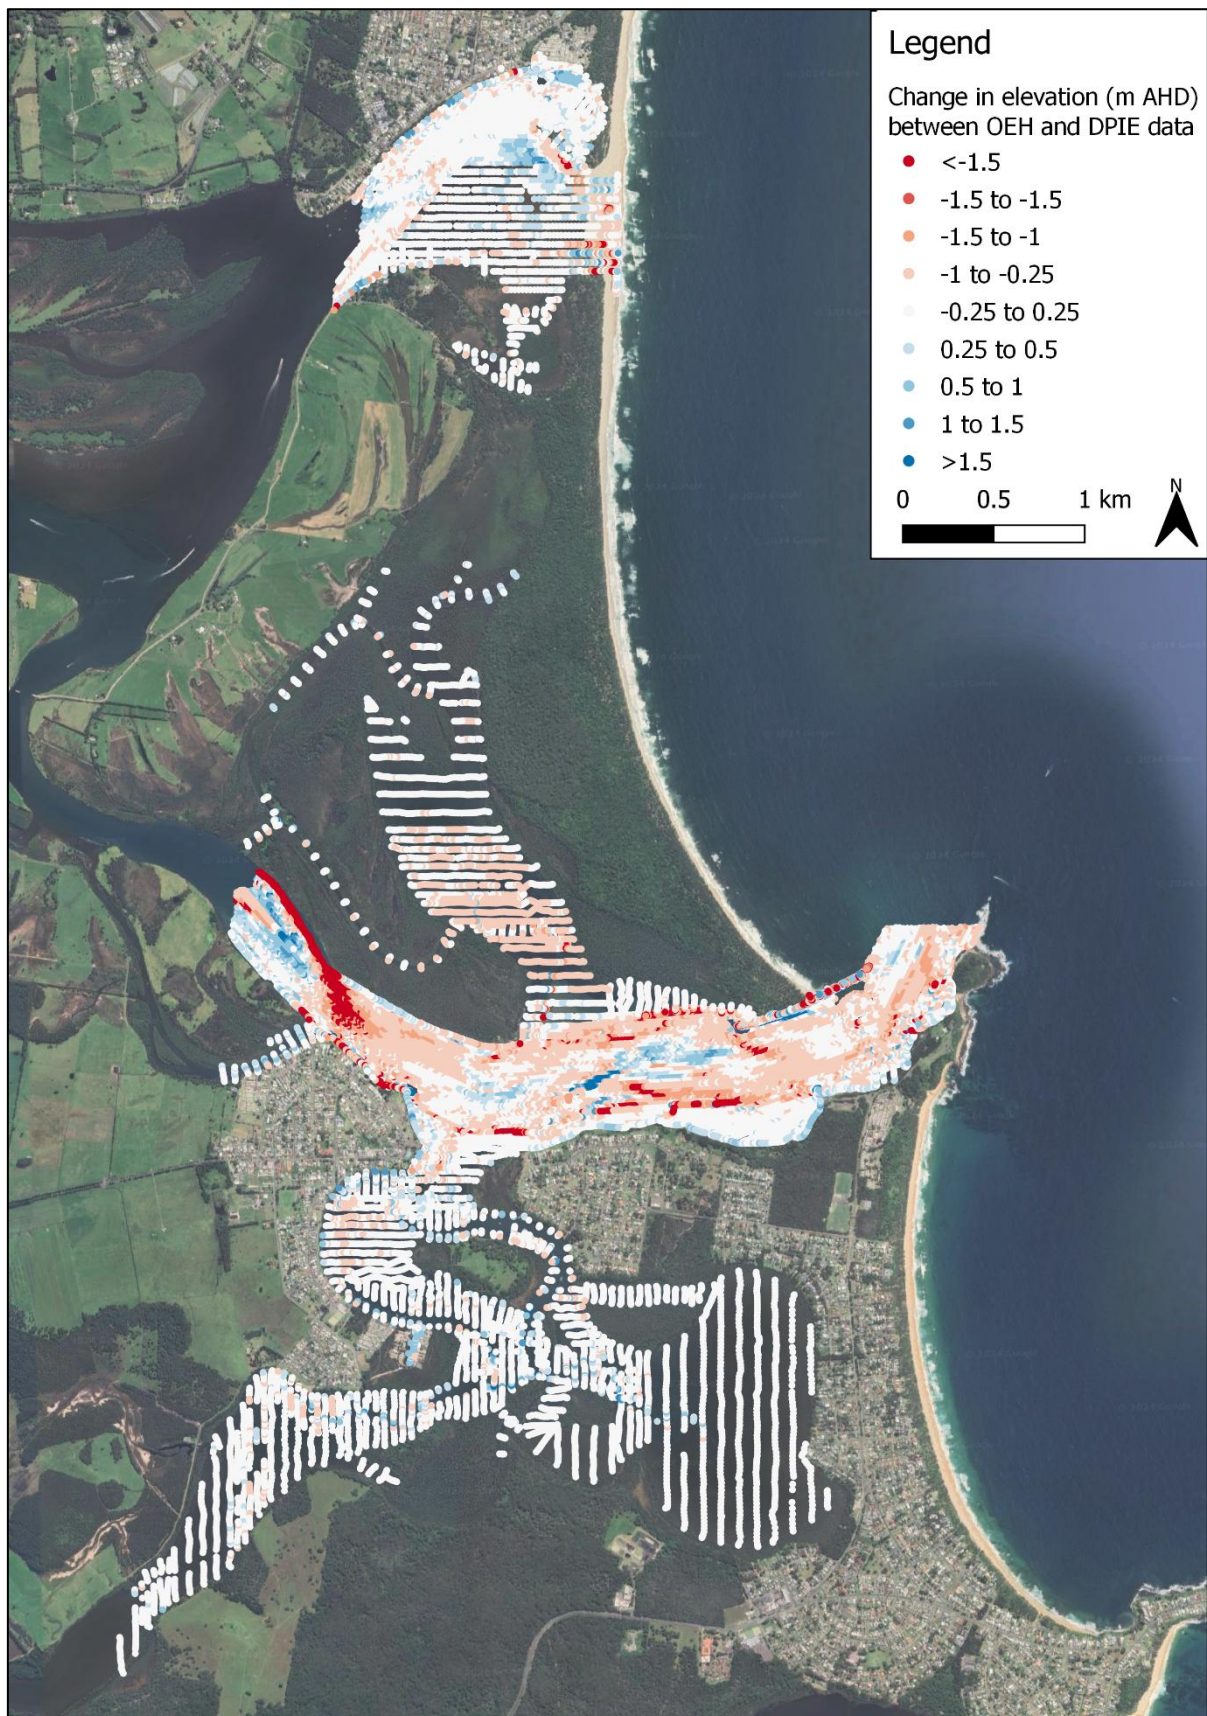 Legend
Change in elevation (m AHD)
between OEH and DPIE data
<-1.5
-1.5 to -1.5
-1.5 to -1
-1 to -0.25
-0.25 to 0.25
0.25 to 0.5
0.5 to 1
1 to 1.5
>1.5
0 0.5 1 km
N